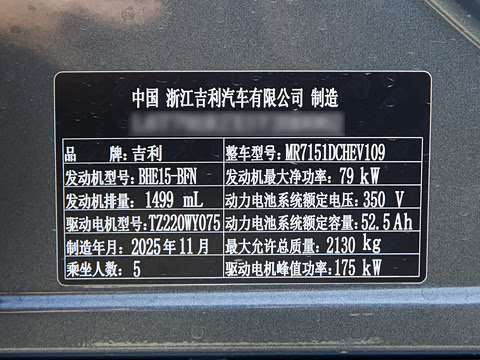 中国 浙江吉利汽车有限公司 制造
品 牌:吉利 整车型号:MR7151DCHEV109
发动机型号:BHE15-BFN 发动机最大净功率:79 kW
发动机排量:1499 mL 动力电池系统额定电压:350 V
驱动电机型号:TZ220WY075 动力电池系统额定容量:52.5Ah
制造年月:2025年11月 最大允许总质量:2130 kg
乘坐人数:5 驱动电机峰值功率:175 kW